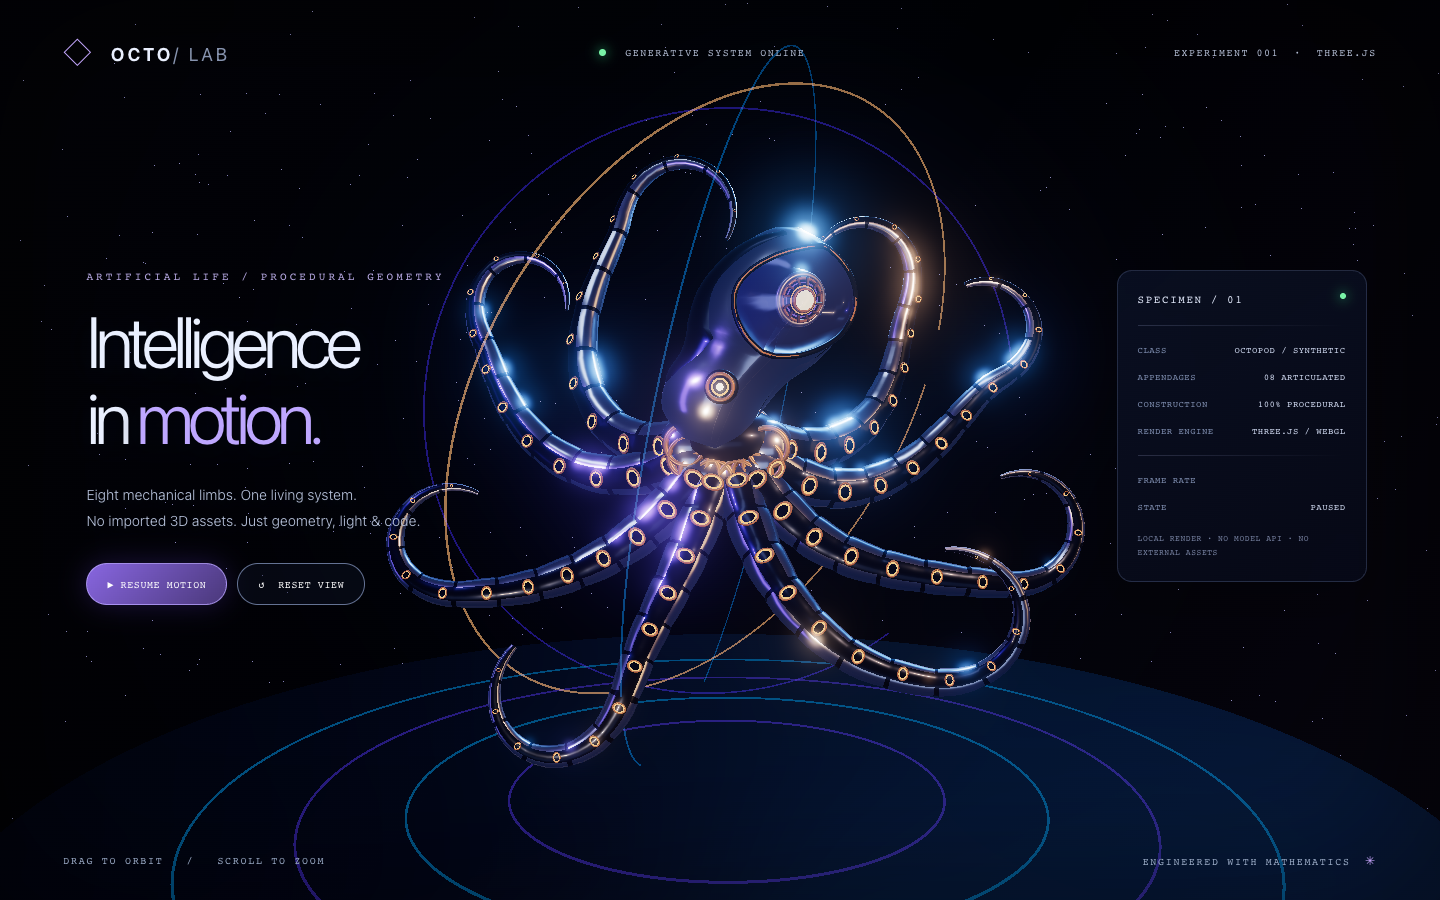 OCTO/ LAB
GENERATIVE SYSTEM ONLINE
EXPERIMENT 001 · THREE.JS
ARTIFICIAL LIFE / PROCEDURAL GEOMETRY
Intelligence
in motion.
Eight mechanical limbs. One living system.
No imported 3D assets. Just geometry, light & code.
▶ RESUME MOTION
↺ RESET VIEW
SPECIMEN / 01
CLASS OCTOPOD / SYNTHETIC
APPENDAGES 08 ARTICULATED
CONSTRUCTION 100% PROCEDURAL
RENDER ENGINE THREE.JS / WEBGL
FRAME RATE
STATE PAUSED
LOCAL RENDER · NO MODEL API · NO
EXTERNAL ASSETS
DRAG TO ORBIT / SCROLL TO ZOOM
ENGINEERED WITH MATHEMATICS ✳